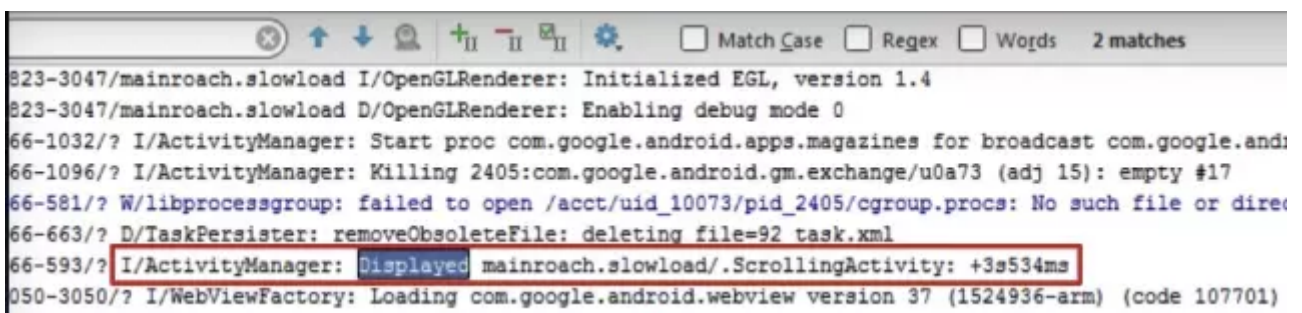 Match Case Regex Words 2 matches
823-3047/mainroach.slowload I/OpenGLRenderer: Initialized EGL, version 1.4
823-3047/mainroach.slowload D/OpenGLRenderer: Enabling debug mode 0
66-1032/? I/ActivityManager: Start proc com.google.android.apps.magazines for broadcast com.google.and
66-1096/? I/ActivityManager: Killing 2405:com.google.android.gm.exchange/u0a73 (adj 15): empty #17
66-581/? W/libprocessgroup: failed to open /acct/uid_10073/pid_2405/cgroup.procs: No such file or direc
66-663/? D/TaskPersister: removeObsoleteFile: deleting file=92_task.xml
66-593/? I/ActivityManager: Displayed mainroach.slowload/.ScrollingActivity: +3s534ms
050-3050/? I/WebViewFactory: Loading com.google.android.webview version 37 (1524936-arm) (code 107701)